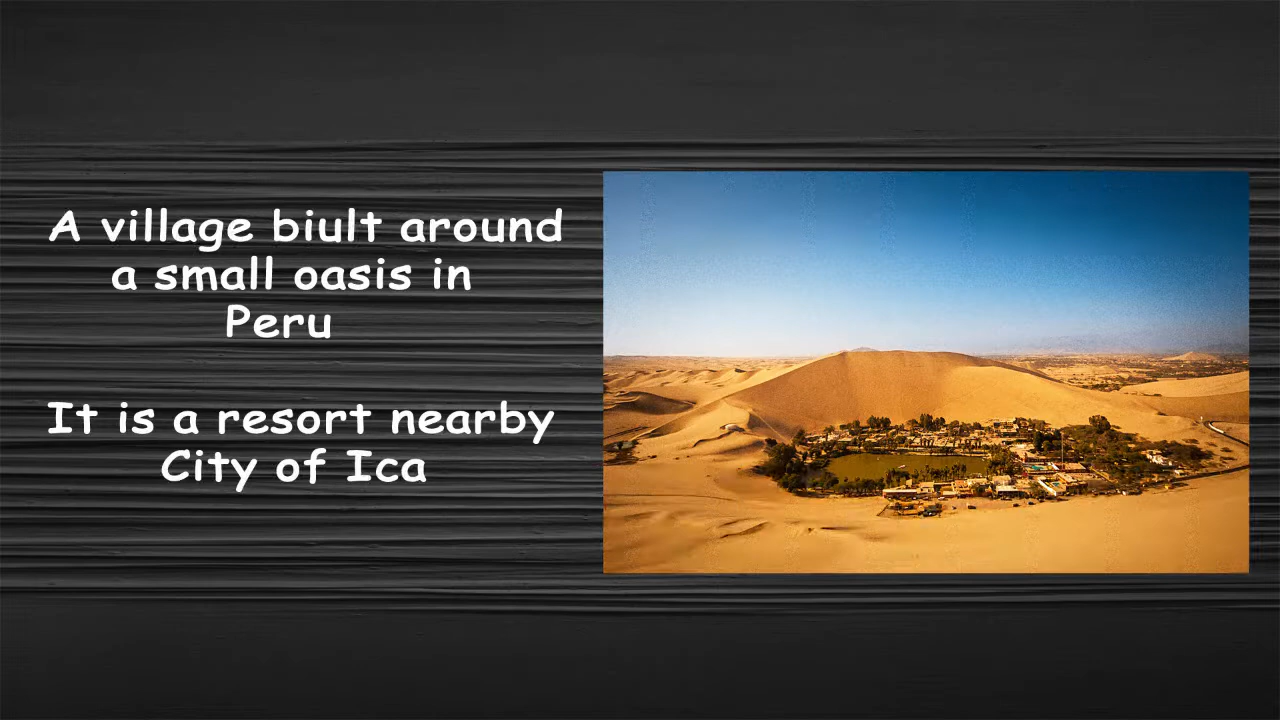 A village biult around
a small oasis in
Peru
It is a resort nearby
City of Ica